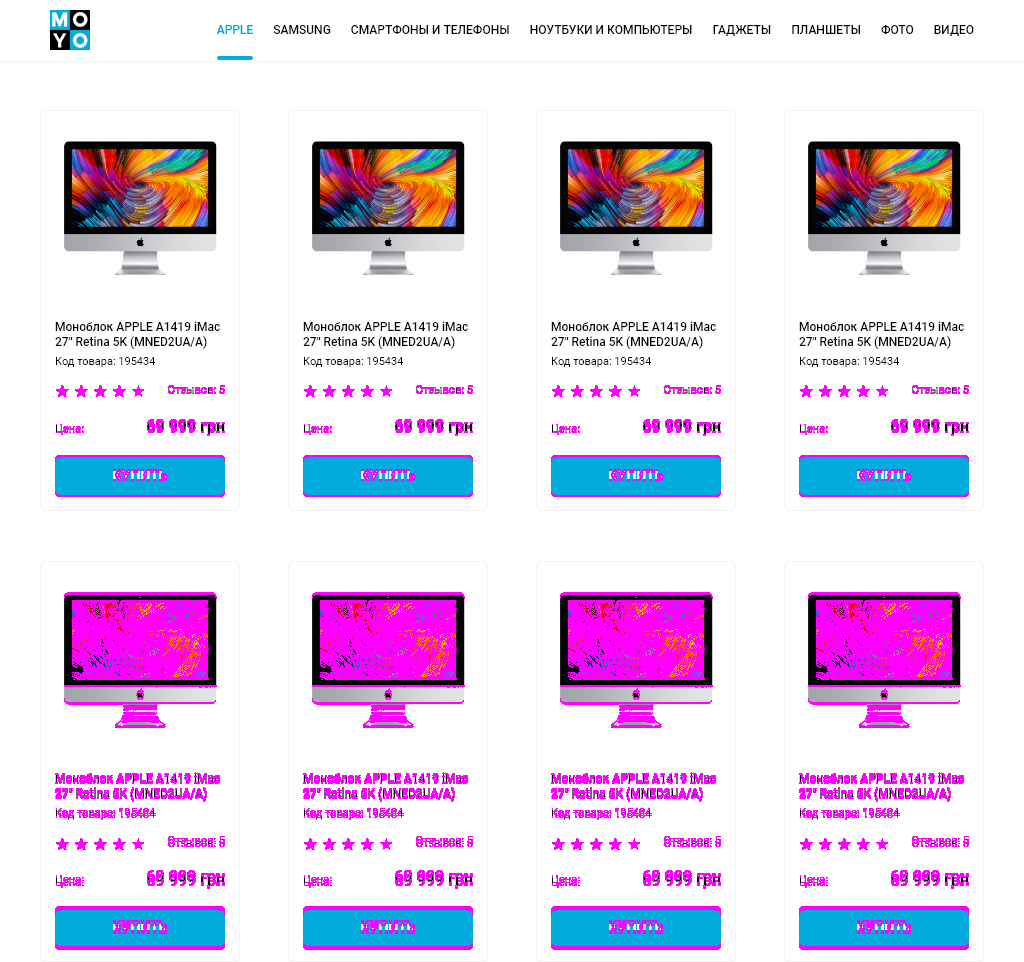 MO
YO
APPLE SAMSUNG СМАРТФОНЫ И ТЕЛЕФОНЫ НОУТБУКИ И КОМПЬЮТЕРЫ ГАДЖЕТЫ ПЛАНШЕТЫ ФОТО ВИДЕО
Моноблок APPLE A1419 iMac
27" Retina 5K (MNED2UA/A)
Код товара: 195434
Отзывов: 5
Цена: 69 999 грн
КУПИТЬ
Моноблок APPLE A1419 iMac
27" Retina 5K (MNED2UA/A)
Код товара: 195434
Отзывов: 5
Цена: 69 999 грн
КУПИТЬ
Моноблок APPLE A1419 iMac
27" Retina 5K (MNED2UA/A)
Код товара: 195434
Отзывов: 5
Цена: 69 999 грн
КУПИТЬ
Моноблок APPLE A1419 iMac
27" Retina 5K (MNED2UA/A)
Код товара: 195434
Отзывов: 5
Цена: 69 999 грн
КУПИТЬ
Моноблок APPLE A1419 iMac
27" Retina 5K (MNED2UA/A)
Код товара: 195434
Отзывов: 5
Цена: 69 999 грн
КУПИТЬ
Моноблок APPLE A1419 iMac
27" Retina 5K (MNED2UA/A)
Код товара: 195434
Отзывов: 5
Цена: 69 999 грн
КУПИТЬ
Моноблок APPLE A1419 iMac
27" Retina 5K (MNED2UA/A)
Код товара: 195434
Отзывов: 5
Цена: 69 999 грн
КУПИТЬ
Моноблок APPLE A1419 iMac
27" Retina 5K (MNED2UA/A)
Код товара: 195434
Отзывов: 5
Цена: 69 999 грн
КУПИТЬ